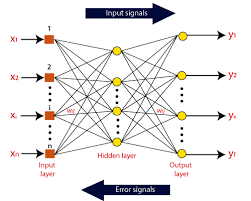 Input signals
x1 1 y1
x2 2 y2
xi i wij wij yk
xn n yl
Hidden layer
Input layer
Output layer
Error signals